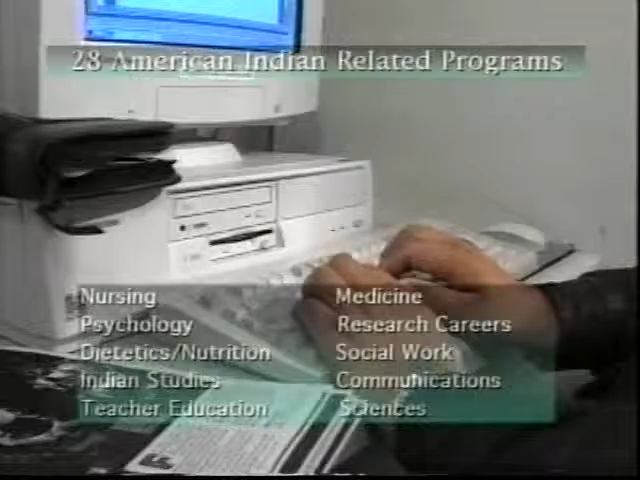 28 American Indian Related Programs
Nursing
Psychology
Dietetics/Nutrition
Indian Studies
Teacher Education
Medicine
Research Careers
Social Work
Communications
Sciences